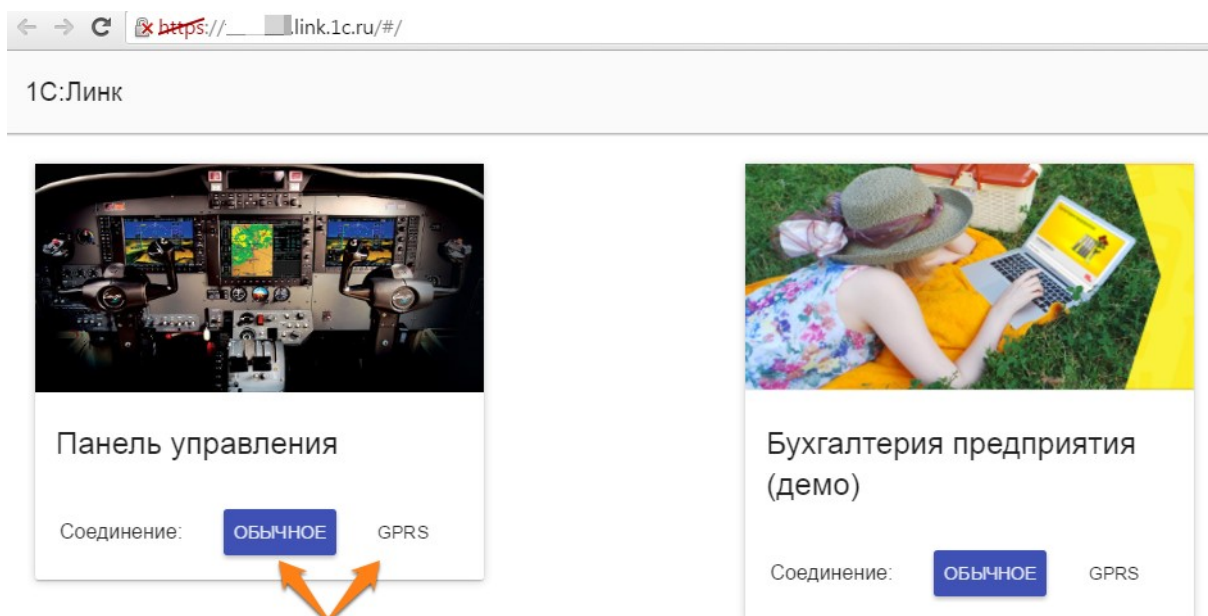 https://.link.1c.ru/#/
1С:Линк
Панель управления
Соединение: ОБЫЧНОЕ GPRS
Бухгалтерия предприятия
(демо)
Соединение: ОБЫЧНОЕ GPRS